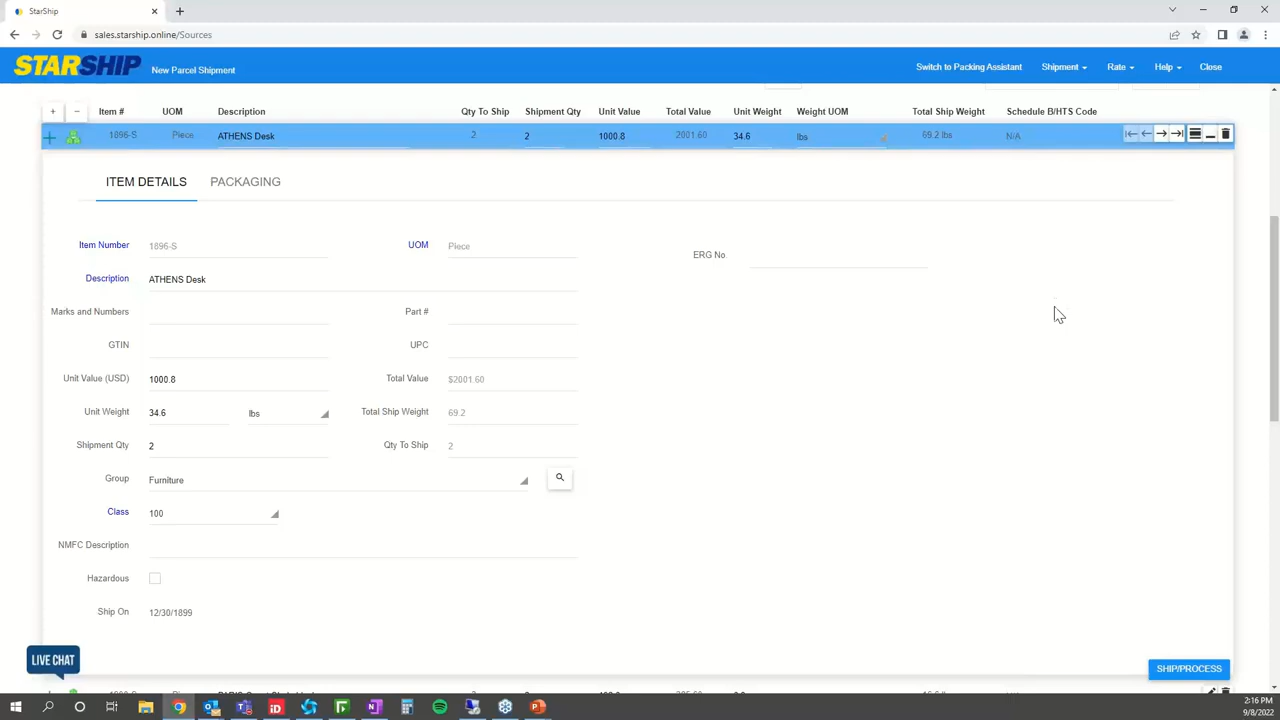 StarShip
sales.starship.online/Sources
STARSHIP New Parcel Shipment Switch to Packing Assistant Shipment Rate Help Close
Item # UOM Description Qty To Ship Shipment Qty Unit Value Total Value Unit Weight Weight UOM Total Ship Weight Schedule B/HTS Code
1896-S Piece ATHENS Desk 2 2 1000.8 2001.60 34.6 lbs 69.2 lbs N/A
ITEM DETAILS PACKAGING
Item Number 1896-S UOM Piece ERG No.
Description ATHENS Desk
Marks and Numbers Part #
GTIN UPC
Unit Value (USD) 1000.8 Total Value $2001.60
Unit Weight 34.6 lbs Total Ship Weight 69.2
Shipment Qty 2 Qty To Ship 2
Group Furniture
Class 100
NMFC Description
Hazardous
Ship On 12/30/1899
LIVE CHAT
SHIP/PROCESS
2:16 PM
9/8/2022